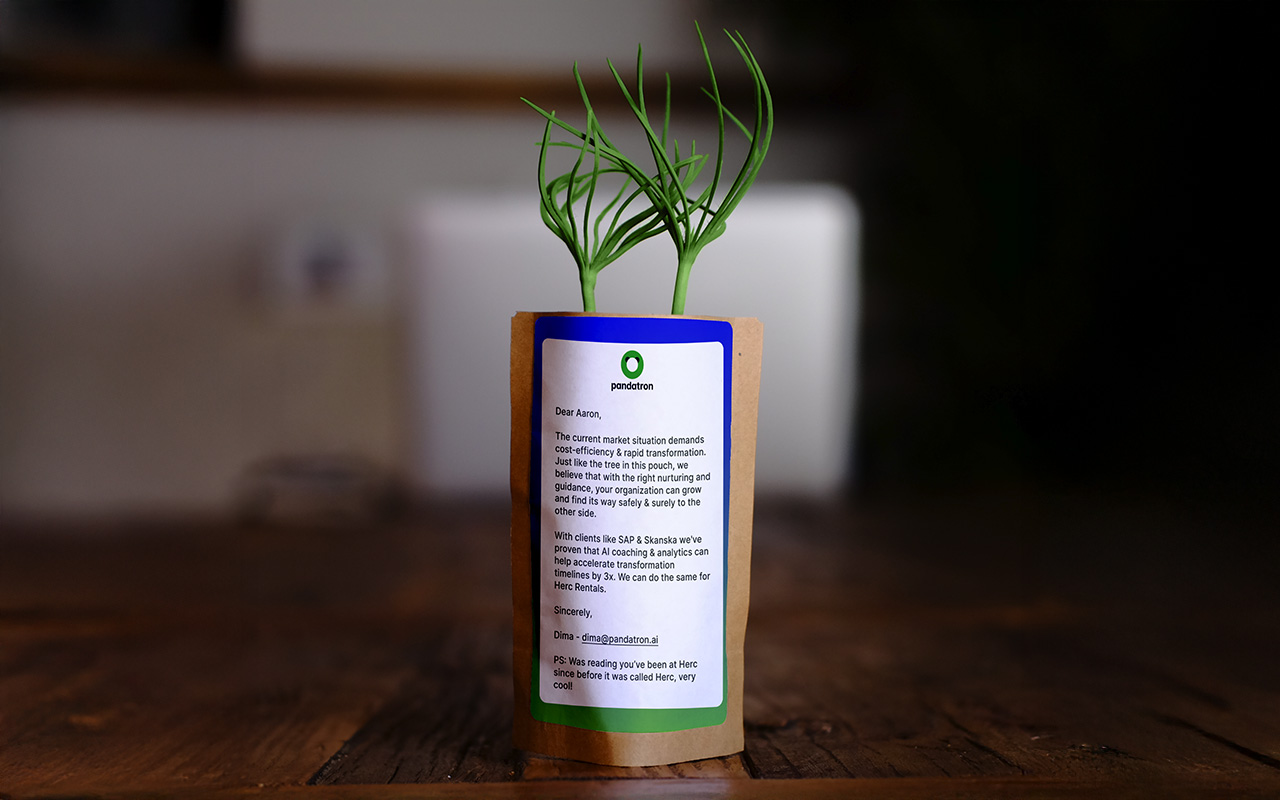 pandatron
Dear Aaron,
The current market situation demands
cost-efficiency & rapid transformation.
Just like the tree in this pouch, we
believe that with the right nurturing and
guidance, your organization can grow
and find its way safely & surely to the
other side.
With clients like SAP & Skanska we've
proven that AI coaching & analytics can
help accelerate transformation
timelines by 3x. We can do the same for
Herc Rentals.
Sincerely,
Dima - dima@pandatron.ai
PS: Was reading you've been at Herc
since before it was called Herc, very
cool!